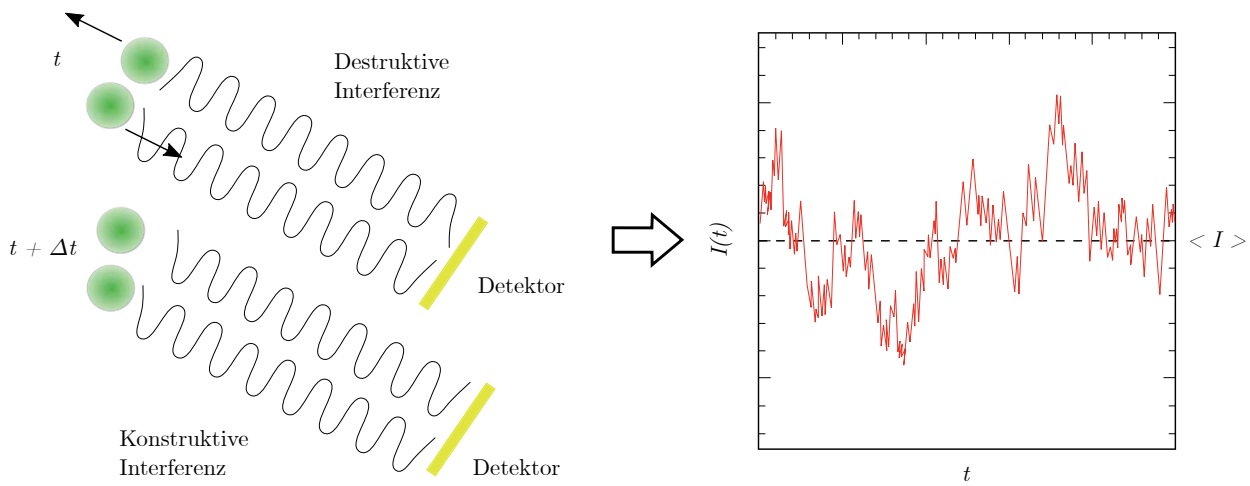 t
Destruktive
Interferenz
t + Δt
Detektor
Konstruktive
Interferenz
Detektor
I(t)
< I >
t